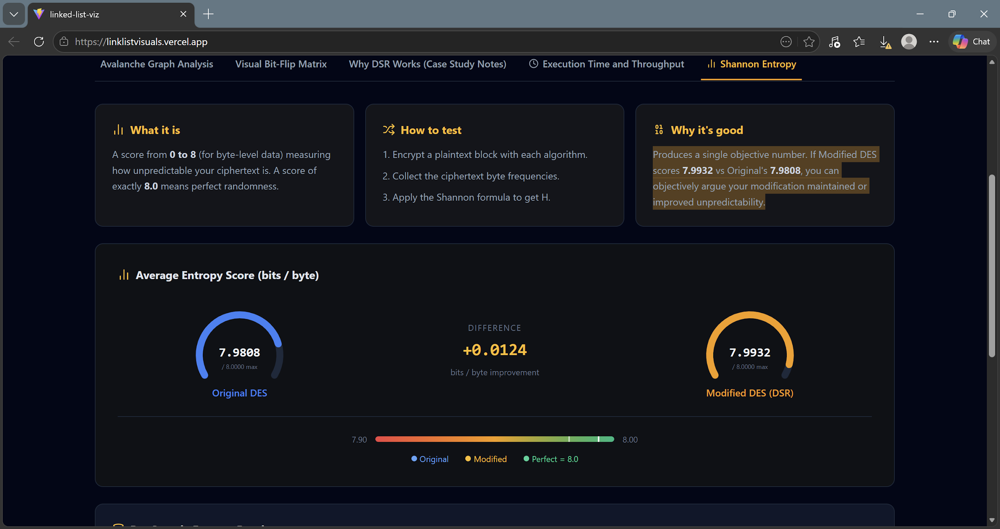 linked-list-viz
https://linklistvisuals.vercel.app
Chat
Avalanche Graph Analysis
Visual Bit-Flip Matrix
Why DSR Works (Case Study Notes)
Execution Time and Throughput
Shannon Entropy
What it is
A score from 0 to 8 (for byte-level data) measuring
how unpredictable your ciphertext is. A score of
exactly 8.0 means perfect randomness.
How to test
1. Encrypt a plaintext block with each algorithm.
2. Collect the ciphertext byte frequencies.
3. Apply the Shannon formula to get H.
01
10
Why it's good
Produces a single objective number. If Modified DES
scores 7.9932 vs Original's 7.9808, you can
objectively argue your modification maintained or
improved unpredictability.
Average Entropy Score (bits / byte)
7.9808
/ 8.0000 max
Original DES
DIFFERENCE
+0.0124
bits / byte improvement
7.9932
/ 8.0000 max
Modified DES (DSR)
7.90
8.00
Original
Modified
Perfect = 8.0